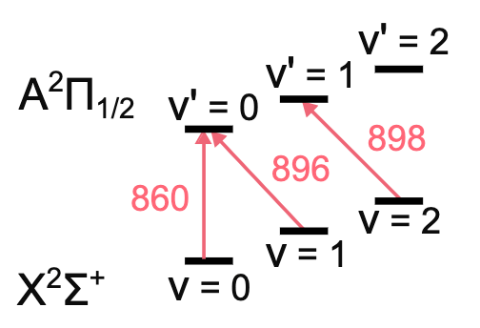 v' = 2
v' = 1
A²Π₁/₂
v' = 0
898
896
860
v = 2
v = 1
X²Σ⁺
v = 0